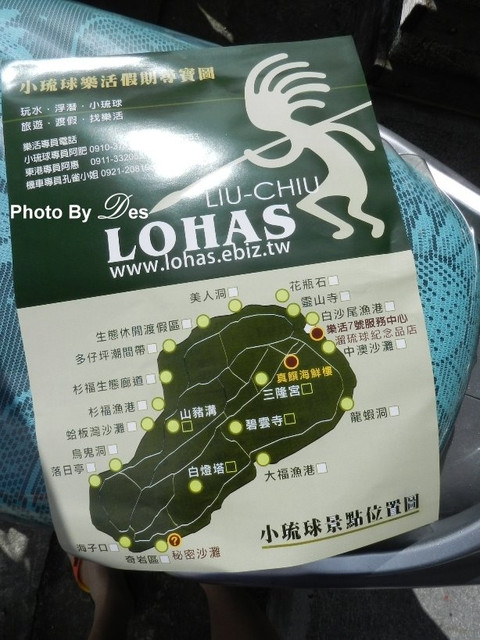 小琉球樂活假期尋寶圖
玩水・浮潛・小琉球
旅遊・渡假・找樂活
樂活專員電話
小琉球專員阿肥 0910-3
東港專員阿惠 0911-33208
機車專員孔雀小姐 0921-20819
Photo By Des
LIU-CHIU
LOHAS
www.lohas.ebiz.tw
美人洞
花瓶石
靈山寺
生態休閒渡假區
白沙尾漁港
樂活7號服務中心
瀛琉球紀念品店
多仔坪潮間帶
中澳沙灘
真饌海鮮樓
杉福生態廊道
三隆宮
杉福漁港
山豬溝
龍蝦洞
蛤板灣沙灘
碧雲寺
烏鬼洞
落日亭
白燈塔
大福漁港
海子口
奇岩區
?
秘密沙灘
小琉球景點位置圖